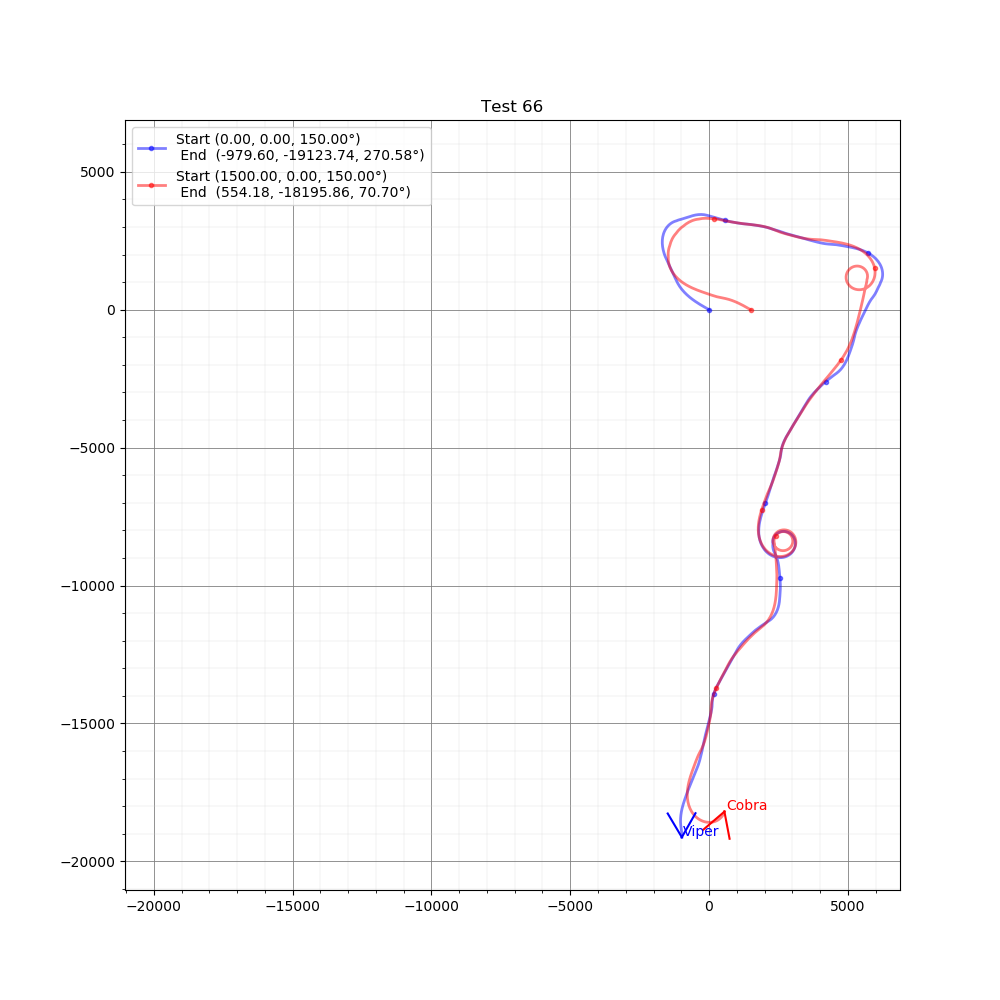 Test 66
Start (0.00, 0.00, 150.00°)
End (-979.60, -19123.74, 270.58°)
Start (1500.00, 0.00, 150.00°)
End (554.18, -18195.86, 70.70°)
5000
0
−5000
−10000
−15000
−20000
Cobra
Viper
−20000 −15000 −10000 −5000 0 5000